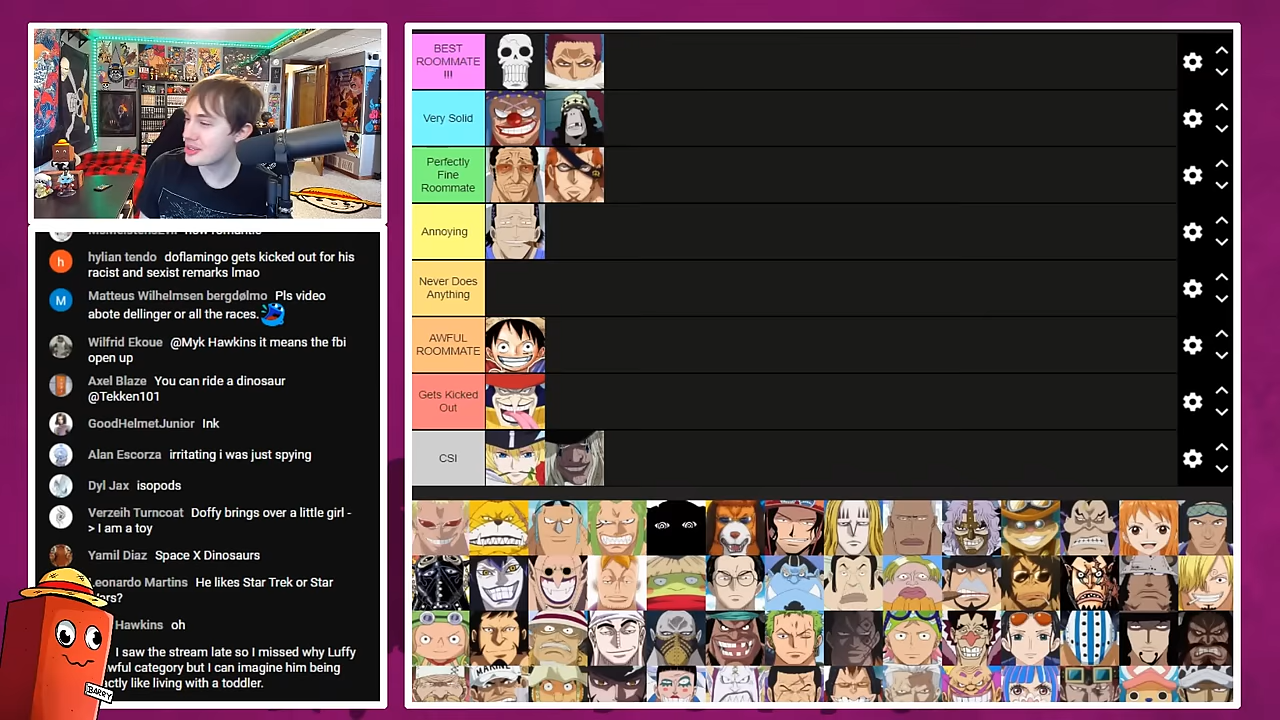 BEST
ROOMMATE
!!!
Very Solid
Perfectly
Fine
Roommate
Annoying
Never Does
Anything
AWFUL
ROOMMATE
Gets Kicked
Out
CSI
hylian tendo doflamingo gets kicked out for his
racist and sexist remarks lmao
Matteus Wilhelmsen bergdølmo Pls video
abote dellinger or all the races.
Wilfrid Ekoue @Myk Hawkins it means the fbi
open up
Axel Blaze You can ride a dinosaur
@Tekken101
GoodHelmetJunior Ink
Alan Escorza irritating i was just spying
Dyl Jax isopods
Verzeih Turncoat Doffy brings over a little girl -
> I am a toy
Yamil Diaz Space X Dinosaurs
Leonardo Martins He likes Star Trek or Star
Hawkins oh
I saw the stream late so I missed why Luffy
category but I can imagine him being
like living with a toddler.
BARRY
MARINE